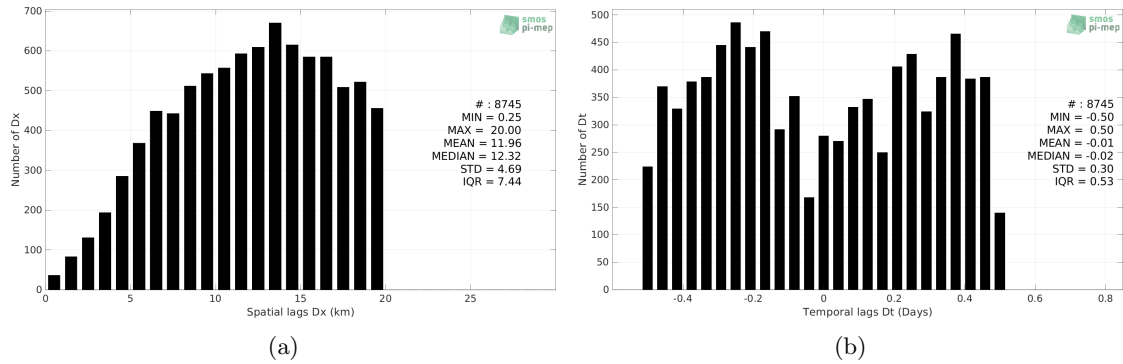 700
600
500
400
300
200
100
0
Number of Dx
0 5 10 15 20 25
Spatial lags Dx (km)
smos
pi-mep
# : 8745
MIN = 0.25
MAX = 20.00
MEAN = 11.96
MEDIAN = 12.32
STD = 4.69
IQR = 7.44
(a)
500
450
400
350
300
250
200
150
100
50
0
Number of Dt
-0.4 -0.2 0 0.2 0.4 0.6 0.8
Temporal lags Dt (Days)
smos
pi-mep
# : 8745
MIN = -0.50
MAX = 0.50
MEAN = -0.01
MEDIAN = -0.02
STD = 0.30
IQR = 0.53
(b)